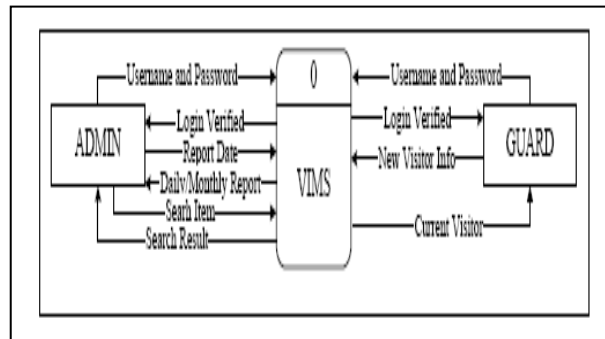 Username and Password
0
Username and Password
ADMIN
Login Verified
Report Date
Daily/Monthly Report
Searh Item
Search Result
VIMS
Login Verified
New Visitor Info
GUARD
Current Visitor